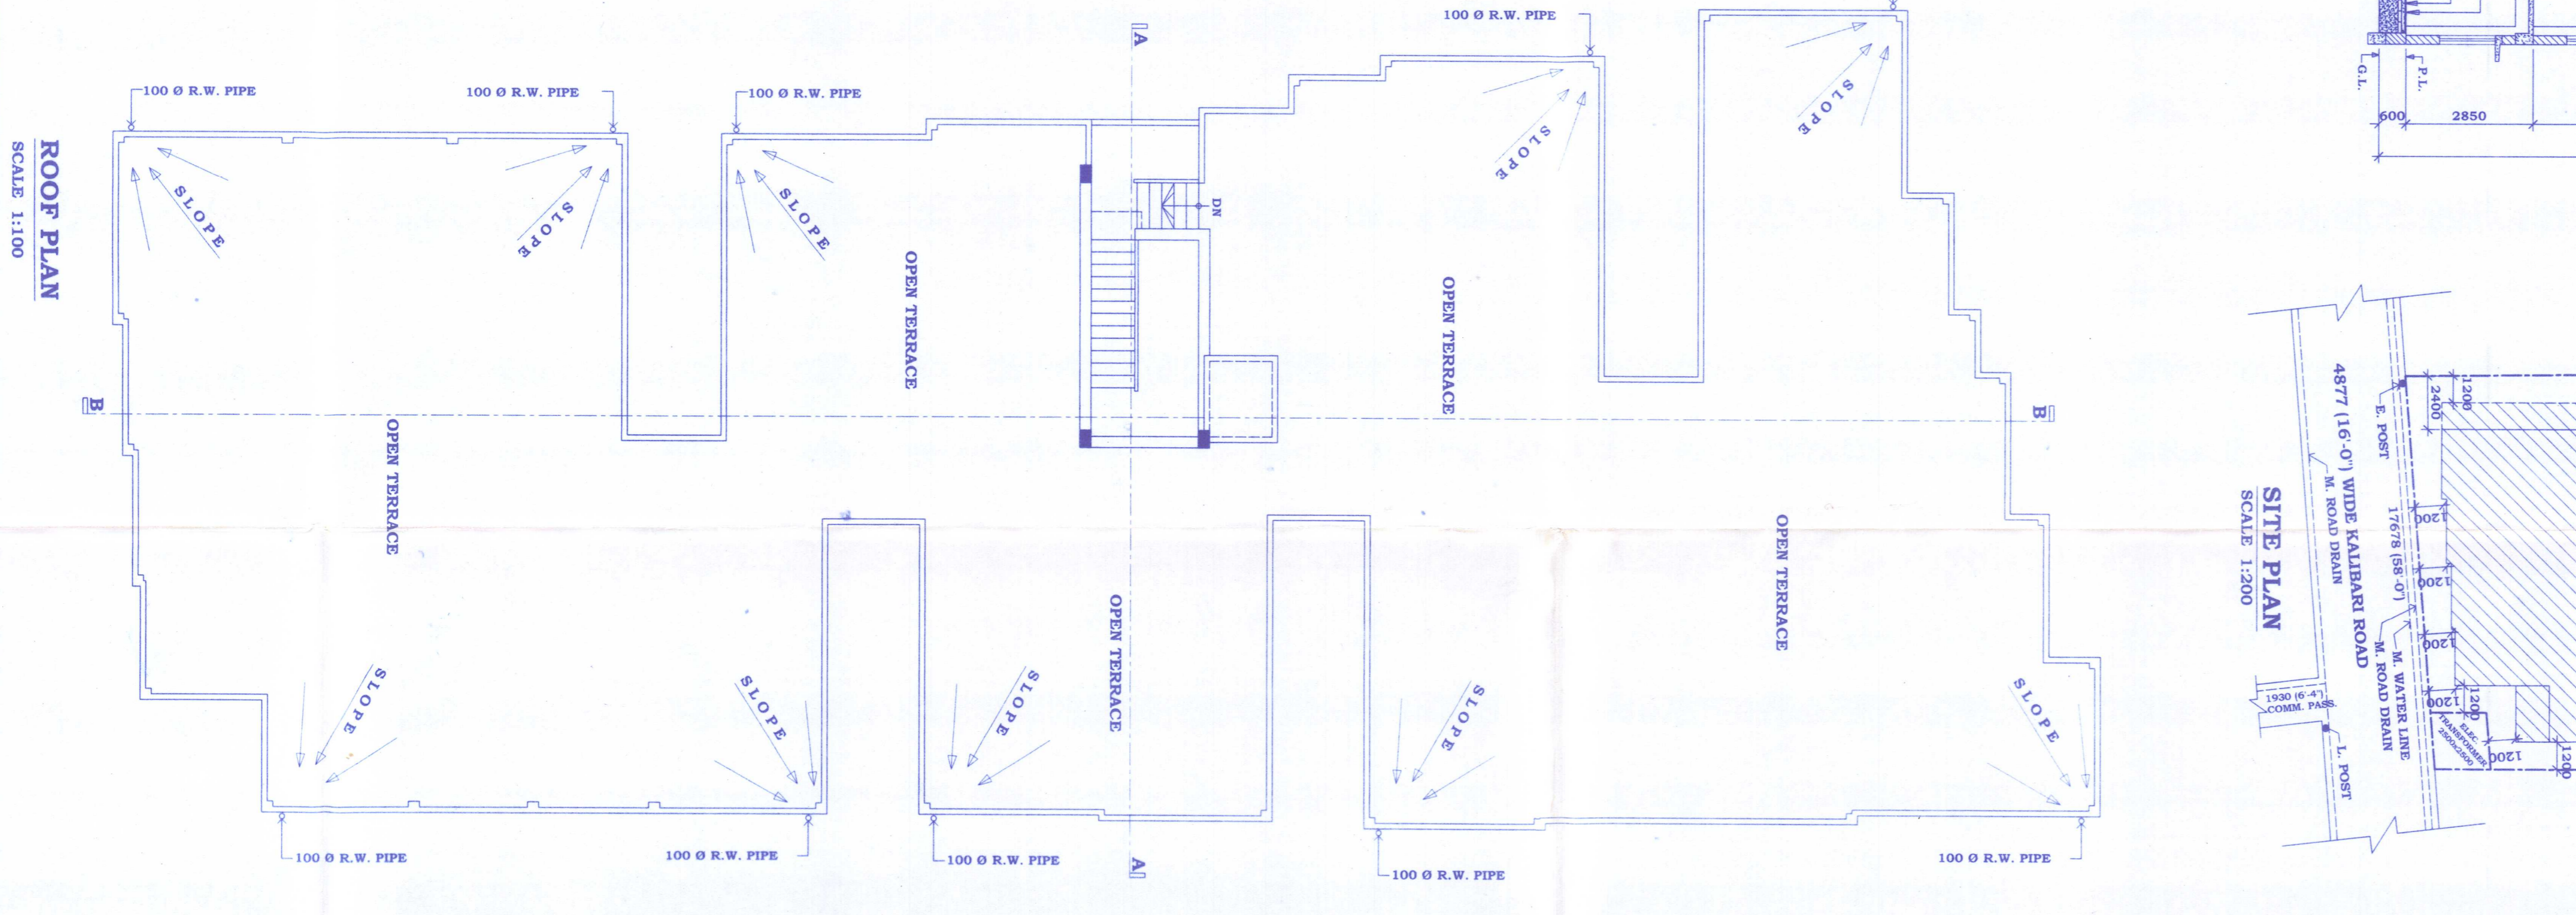 ROOF PLAN
SCALE 1:100
100 Ø R.W. PIPE
100 Ø R.W. PIPE
100 Ø R.W. PIPE
100 Ø R.W. PIPE
A
SLOPE
SLOPE
SLOPE
SLOPE
SLOPE
DN
OPEN TERRACE
OPEN TERRACE
B
B
OPEN TERRACE
OPEN TERRACE
OPEN TERRACE
SLOPE
SLOPE
SLOPE
SLOPE
SLOPE
100 Ø R.W. PIPE
100 Ø R.W. PIPE
100 Ø R.W. PIPE
A
100 Ø R.W. PIPE
100 Ø R.W. PIPE
G.L.
P.L.
600
2850
SITE PLAN
SCALE 1:200
4877 (16'-0") WIDE KALIBARI ROAD
M. ROAD DRAIN
E. POST
17678 (58'-0")
M. WATER LINE
M. ROAD DRAIN
1200
2400
1200
1200
1200
1200
1200
1200
1200
ELEC.
TRANSFORMER
2500x2500
1930 (6'-4")
COMM. PASS.
L. POST